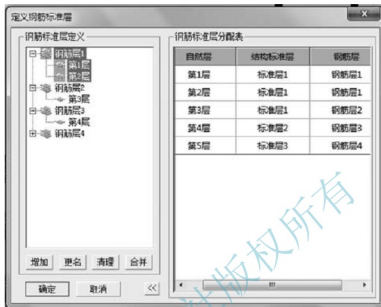 定义钢筋标准层
钢筋标准层定义
钢筋层1
第1层
第2层
钢筋层2
第3层
钢筋层3
第4层
钢筋层4
增加 更名 清理 合并
确定 取消 <<
钢筋标准层分配表
自然层 结构标准层 钢筋层
第1层 标准层1 钢筋层1
第2层 标准层1 钢筋层1
第3层 标准层1 钢筋层2
第4层 标准层2 钢筋层3
第5层 标准层3 钢筋层4
社版权所有